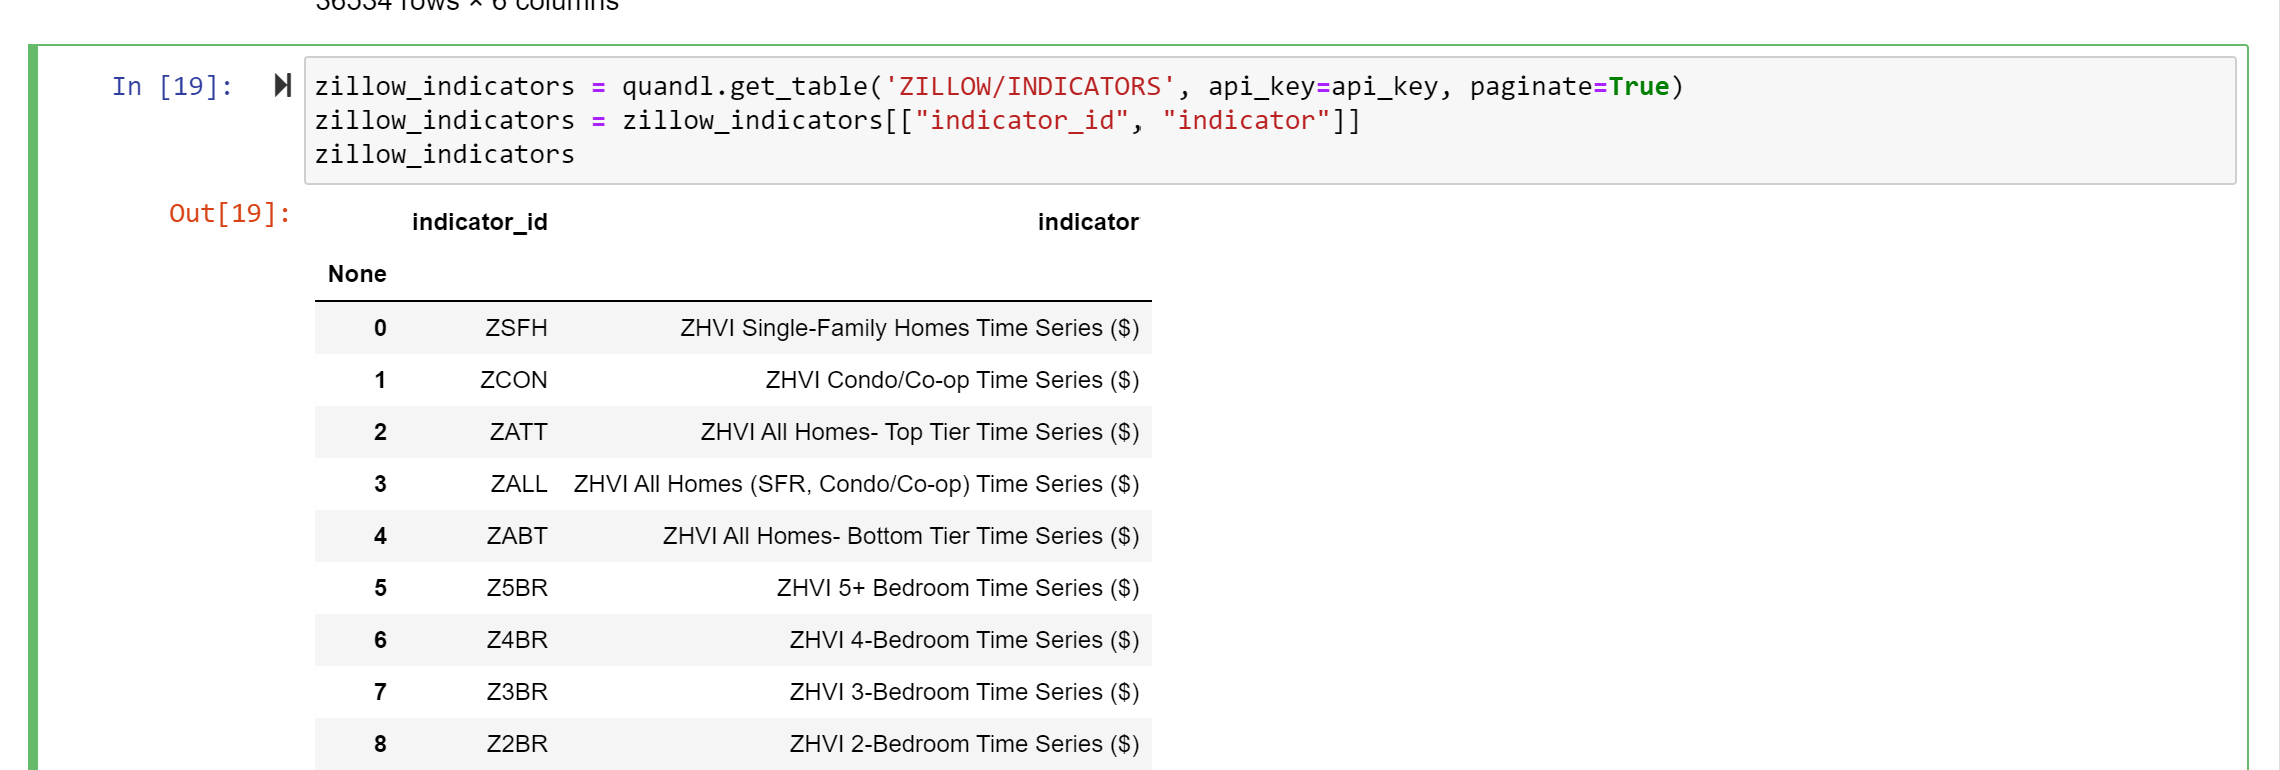 36534 rows × 6 columns
In [19]:
zillow_indicators = quandl.get_table('ZILLOW/INDICATORS', api_key=api_key, paginate=True)
zillow_indicators = zillow_indicators[["indicator_id", "indicator"]]
zillow_indicators
Out[19]:
indicator_id indicator
None
0 ZSFH ZHVI Single-Family Homes Time Series ($)
1 ZCON ZHVI Condo/Co-op Time Series ($)
2 ZATT ZHVI All Homes- Top Tier Time Series ($)
3 ZALL ZHVI All Homes (SFR, Condo/Co-op) Time Series ($)
4 ZABT ZHVI All Homes- Bottom Tier Time Series ($)
5 Z5BR ZHVI 5+ Bedroom Time Series ($)
6 Z4BR ZHVI 4-Bedroom Time Series ($)
7 Z3BR ZHVI 3-Bedroom Time Series ($)
8 Z2BR ZHVI 2-Bedroom Time Series ($)